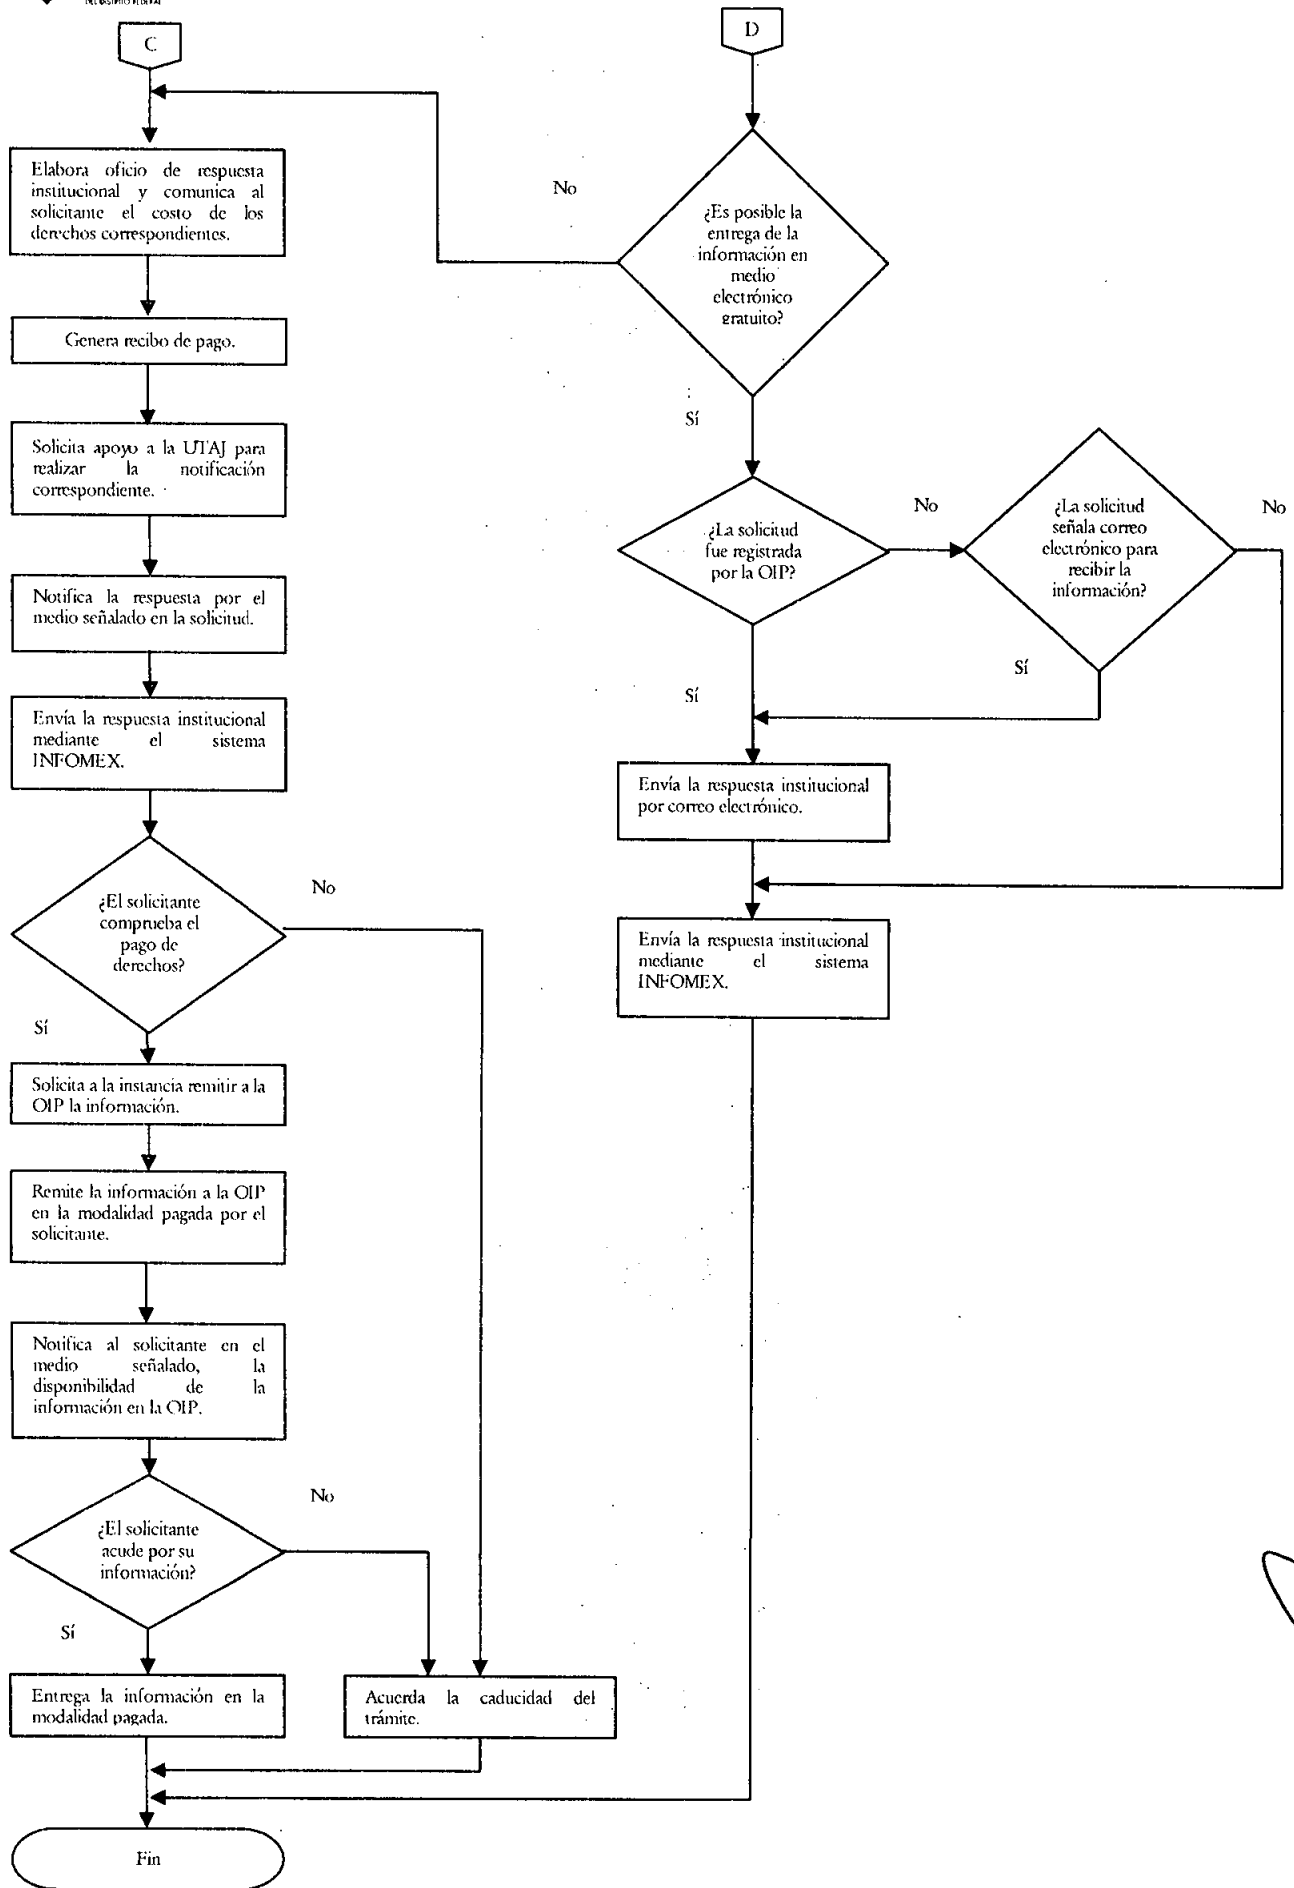 DEL DISTRITO FEDERAL
C
Elabora oficio de respuesta
institucional y comunica al
solicitante el costo de los
derechos correspondientes.
Genera recibo de pago.
Solicita apoyo a la UTAJ para
realizar la notificación
correspondiente.
Notifica la respuesta por el
medio señalado en la solicitud.
Envía la respuesta institucional
mediante el sistema
INFOMEX.
¿El solicitante
comprueba el
pago de
derechos?
No
Sí
Solicita a la instancia remitir a la
OIP la información.
Remite la información a la OIP
en la modalidad pagada por el
solicitante.
Notifica al solicitante en el
medio señalado, la
disponibilidad de la
información en la OIP.
¿El solicitante
acude por su
información?
No
Sí
Entrega la información en la
modalidad pagada.
Acuerda la caducidad del
trámite.
Fin
D
¿Es posible la
entrega de la
información en
medio
electrónico
gratuito?
No
Sí
¿La solicitud
fue registrada
por la OIP?
No
Sí
¿La solicitud
señala correo
electrónico para
recibir la
información?
No
Sí
Envía la respuesta institucional
por correo electrónico.
Envía la respuesta institucional
mediante el sistema
INFOMEX.